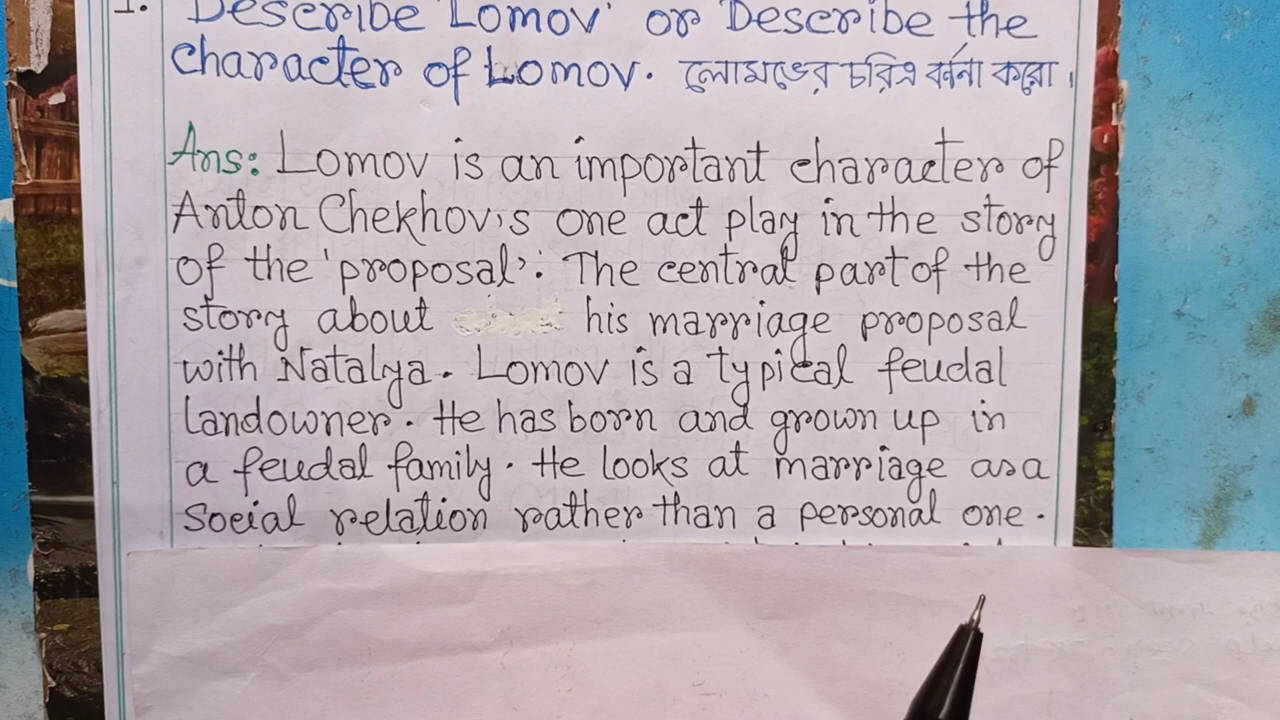 1. Describe 'Lomov' or Describe the
character of Lomov. লোমভের চরিত্র বর্ননা করো।
Ans: Lomov is an important character of
Anton Chekhov's one act play in the story
of the 'proposal'. The central part of the
story about his marriage proposal
with Natalya. Lomov is a typical feudal
landowner. He has born and grown up in
a feudal family. He looks at marriage as a
social relation rather than a personal one.